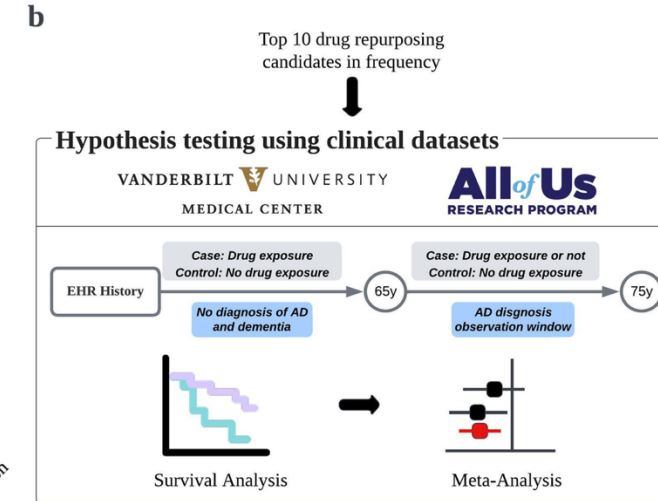 b
Top 10 drug repurposing
candidates in frequency
Hypothesis testing using clinical datasets
VANDERBILT V UNIVERSITY
MEDICAL CENTER
All of Us
RESEARCH PROGRAM
Case: Drug exposure
Control: No drug exposure
Case: Drug exposure or not
Control: No drug exposure
EHR History
65y
75y
No diagnosis of AD
and dementia
AD disgnosis
observation window
Survival Analysis
Meta-Analysis